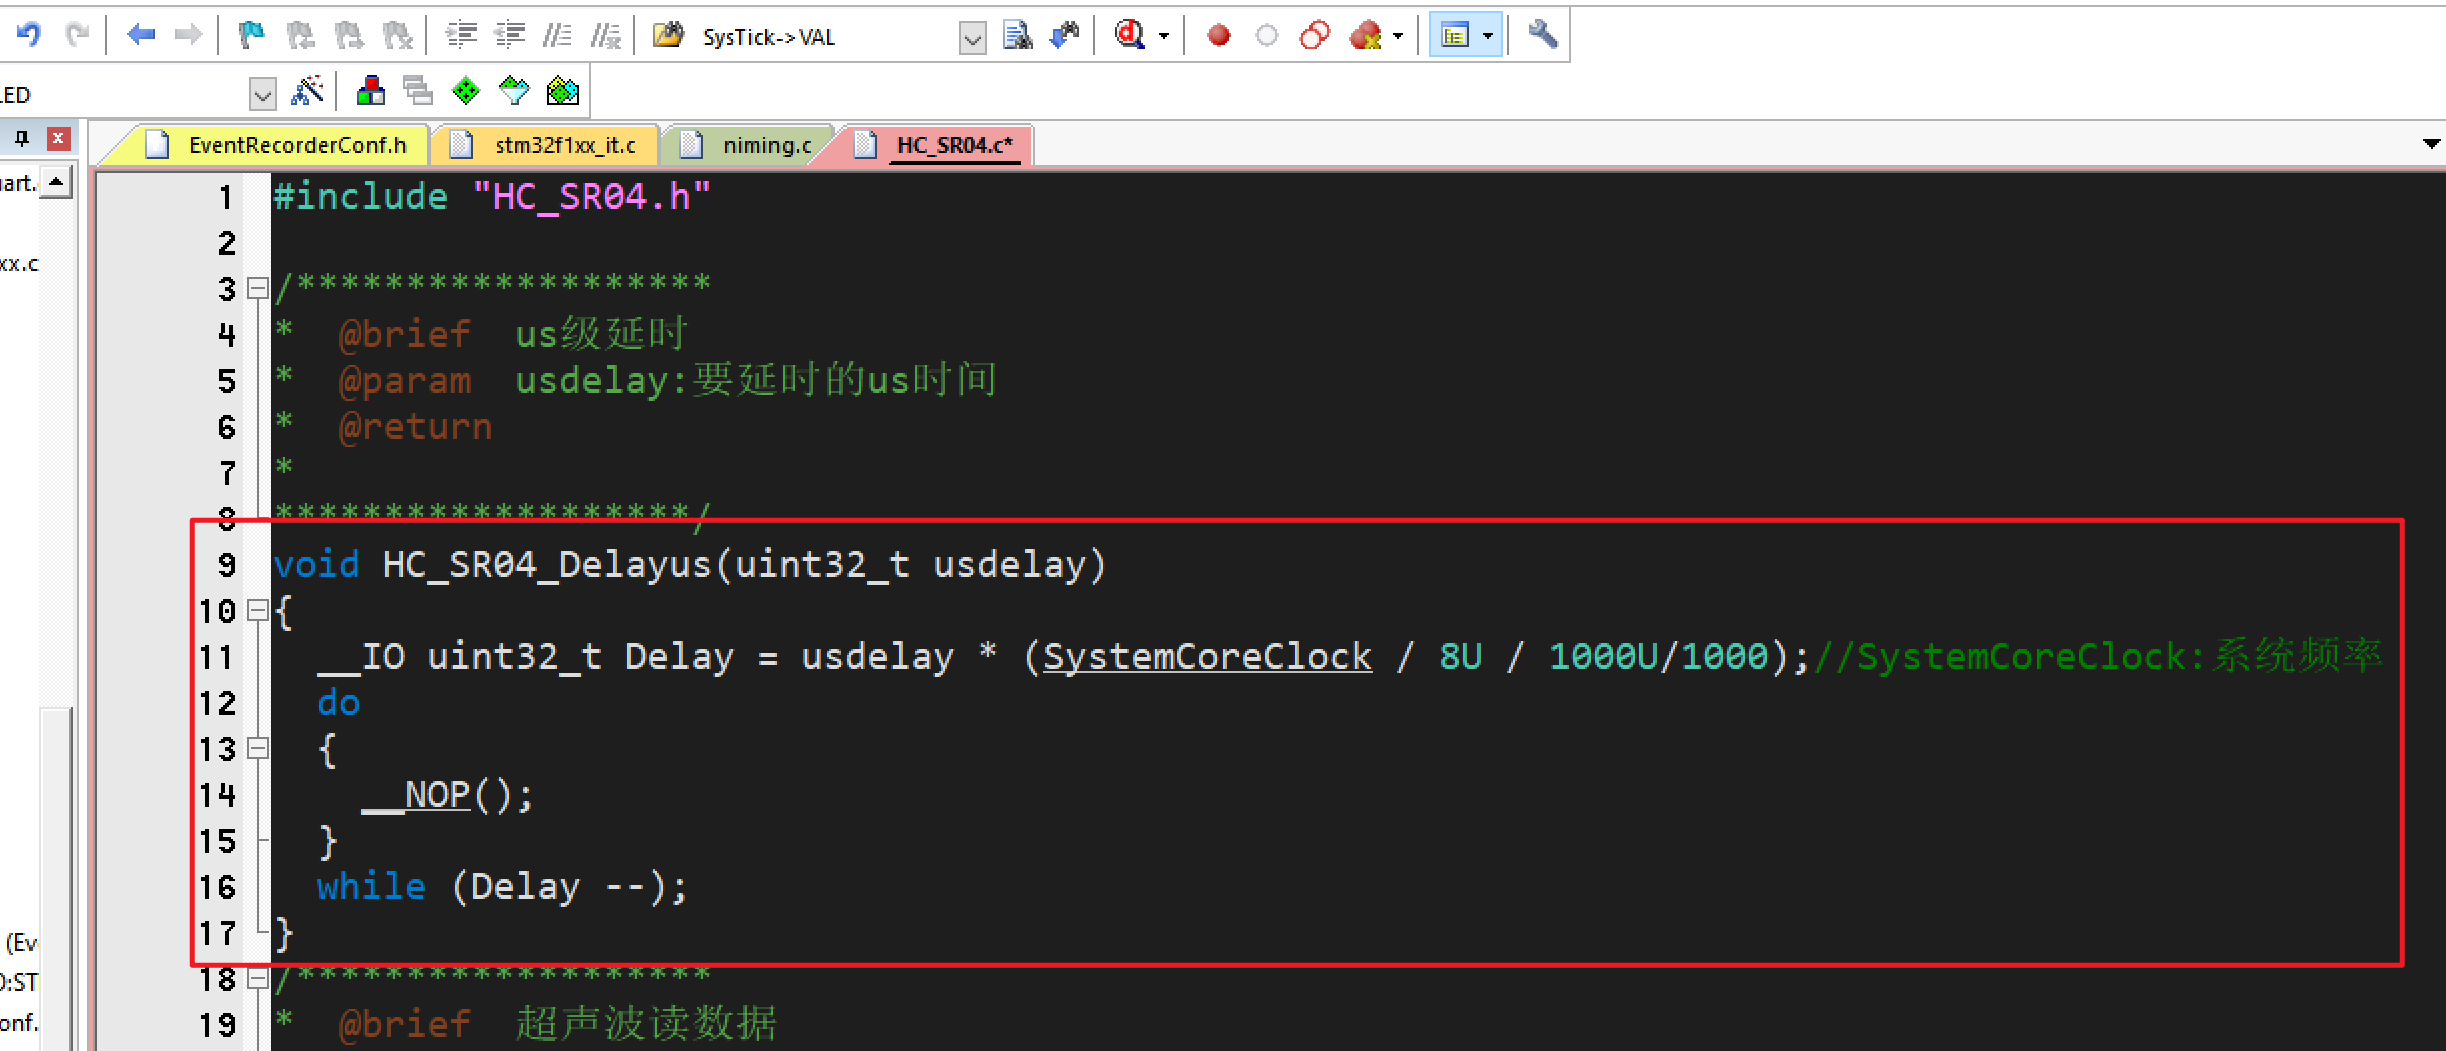 SysTick->VAL
LED
EventRecorderConf.h stm32f1xx_it.c niming.c HC_SR04.c*
1 #include "HC_SR04.h"
2
3 /*******************
4 *  @brief  us级延时
5 *  @param  usdelay:要延时的us时间
6 *  @return
7 *
8 *******************/
9 void HC_SR04_Delayus(uint32_t usdelay)
10 {
11   __IO uint32_t Delay = usdelay * (SystemCoreClock / 8U / 1000U/1000);//SystemCoreClock:系统频率
12   do
13   {
14     __NOP();
15   }
16   while (Delay --);
17 }
18 /*******************
19 *  @brief  超声波读数据
art.
xx.c
(Ev
D:ST
onf.